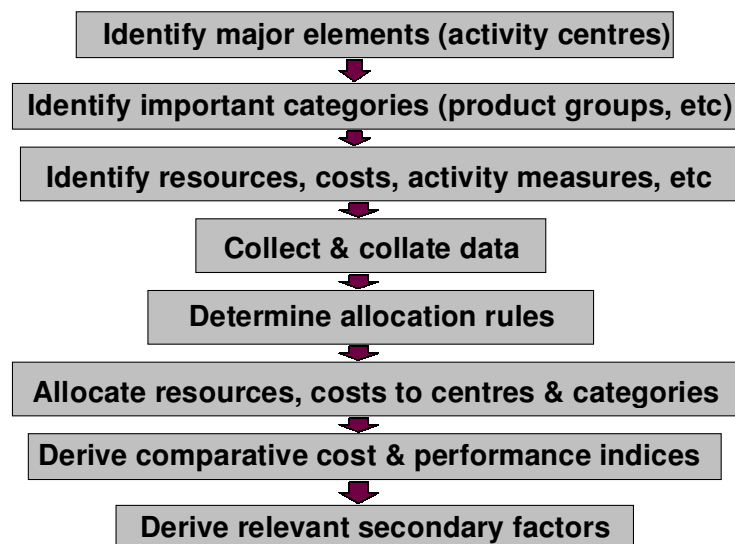 Identify major elements (activity centres)
Identify important categories (product groups, etc)
Identify resources, costs, activity measures, etc
Collect & collate data
Determine allocation rules
Allocate resources, costs to centres & categories
Derive comparative cost & performance indices
Derive relevant secondary factors